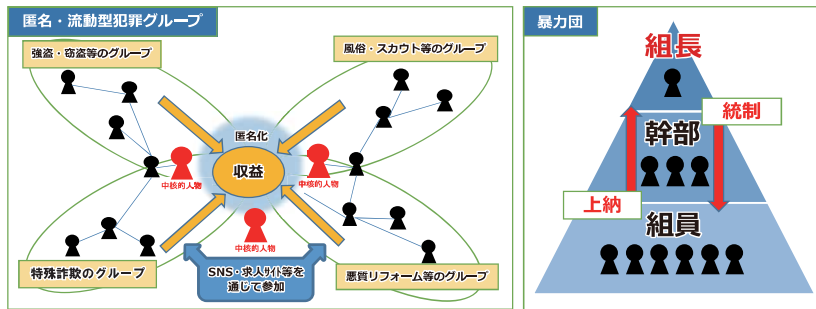 匿名・流動型犯罪グループ
強盗・窃盗等のグループ
風俗・スカウト等のグループ
匿名化
収益
中核的人物
中核的人物
中核的人物
特殊詐欺のグループ
SNS・求人サイト等を
通じて参加
悪質リフォーム等のグループ
暴力団
組長
統制
幹部
上納
組員